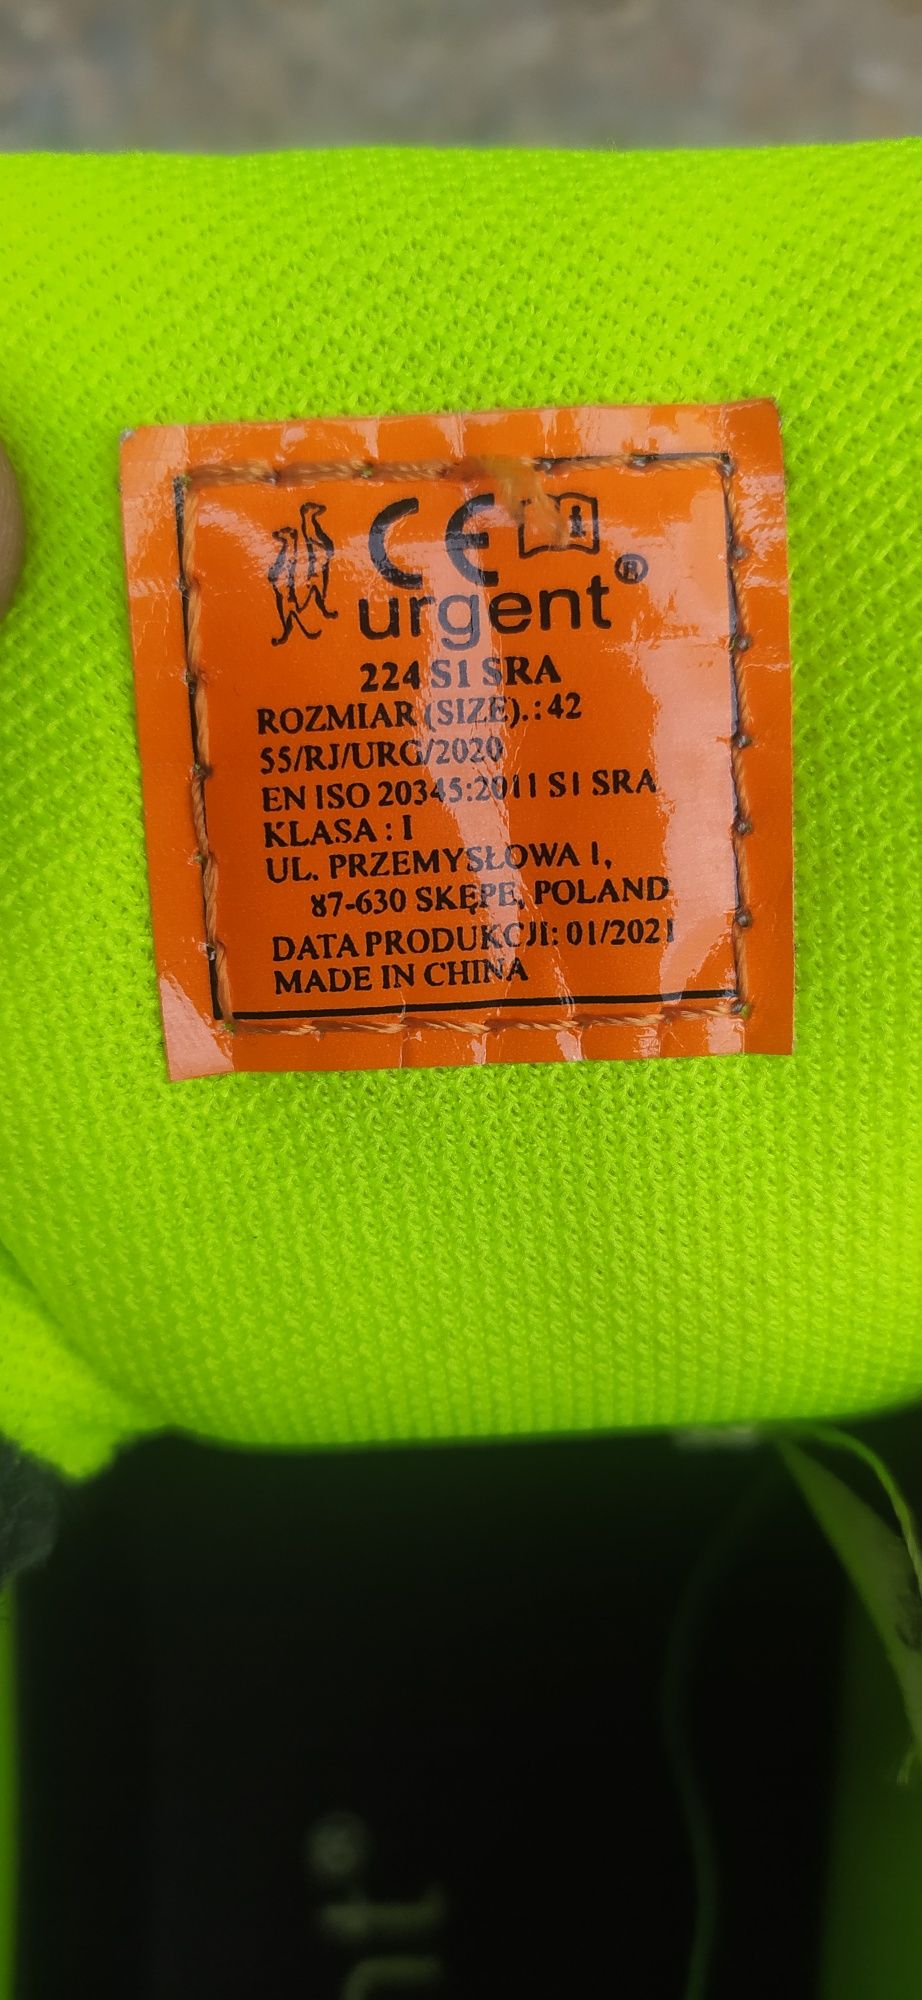 CE i
urgent®
224 S1 SRA
ROZMIAR (SIZE).: 42
55/RJ/URG/2020
EN ISO 20345:2011 S1 SRA
KLASA : I
UL. PRZEMYSŁOWA 1,
87-630 SKĘPE, POLAND
DATA PRODUKCJI: 01/2021
MADE IN CHINA